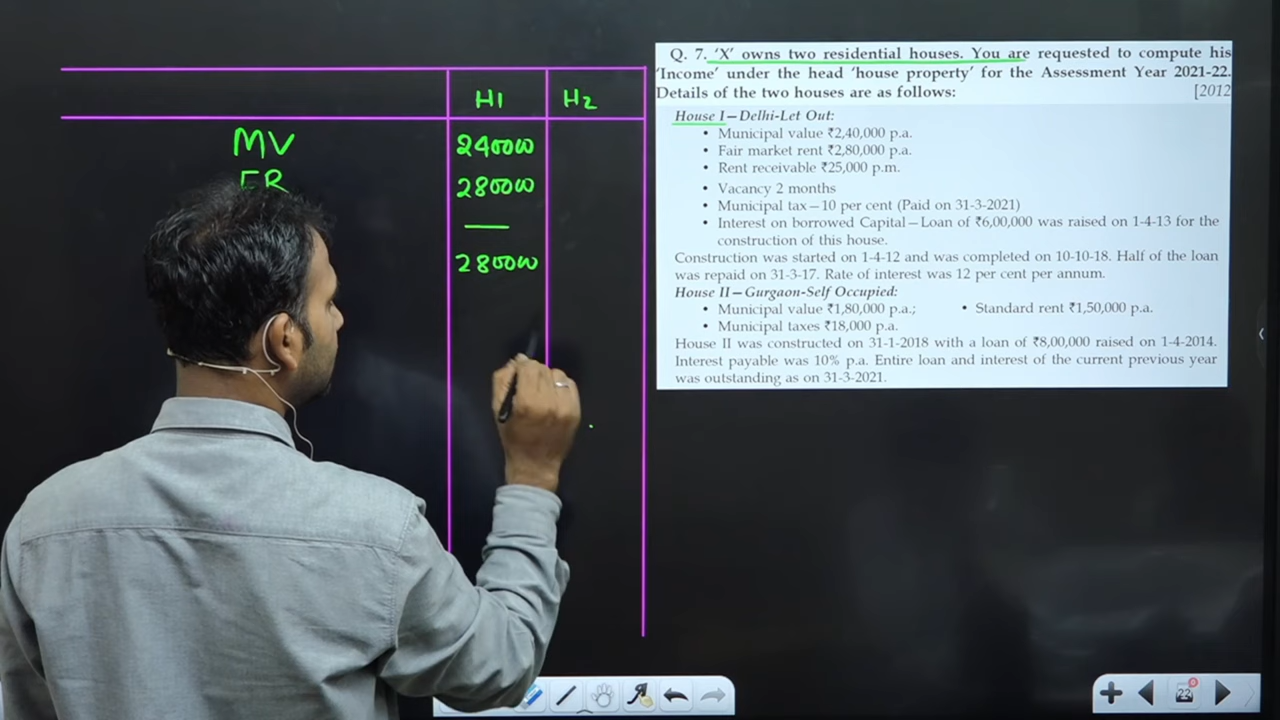 H1 H2
MV 240000
FR 280000
—
280000
Q. 7. 'X' owns two residential houses. You are requested to compute his
'Income' under the head 'house property' for the Assessment Year 2021-22.
Details of the two houses are as follows: [2012
House I—Delhi-Let Out:
• Municipal value ₹2,40,000 p.a.
• Fair market rent ₹2,80,000 p.a.
• Rent receivable ₹25,000 p.m.
• Vacancy 2 months
• Municipal tax—10 per cent (Paid on 31-3-2021)
• Interest on borrowed Capital—Loan of ₹6,00,000 was raised on 1-4-13 for the
construction of this house.
Construction was started on 1-4-12 and was completed on 10-10-18. Half of the loan
was repaid on 31-3-17. Rate of interest was 12 per cent per annum.
House II—Gurgaon-Self Occupied:
• Municipal value ₹1,80,000 p.a.; • Standard rent ₹1,50,000 p.a.
• Municipal taxes ₹18,000 p.a.
House II was constructed on 31-1-2018 with a loan of ₹8,00,000 raised on 1-4-2014.
Interest payable was 10% p.a. Entire loan and interest of the current previous year
was outstanding as on 31-3-2021.
22